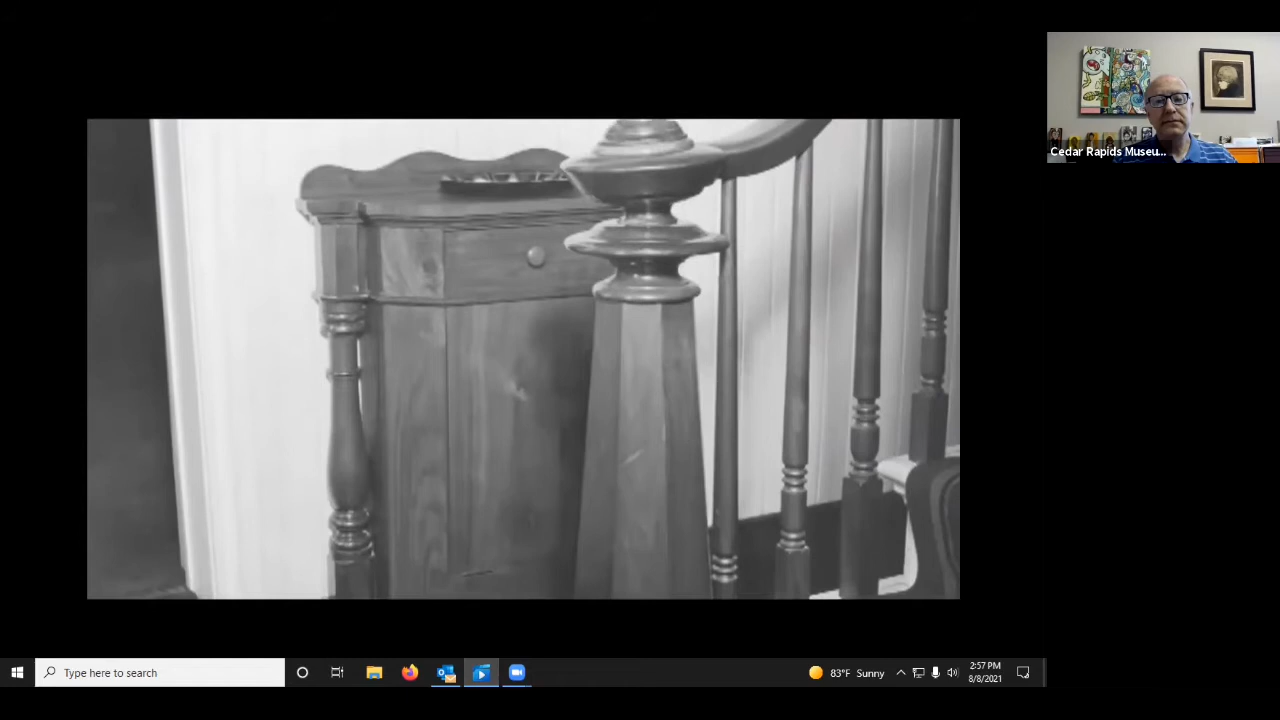 Cedar Rapids Museu...
Type here to search
83°F Sunny
2:57 PM
8/8/2021